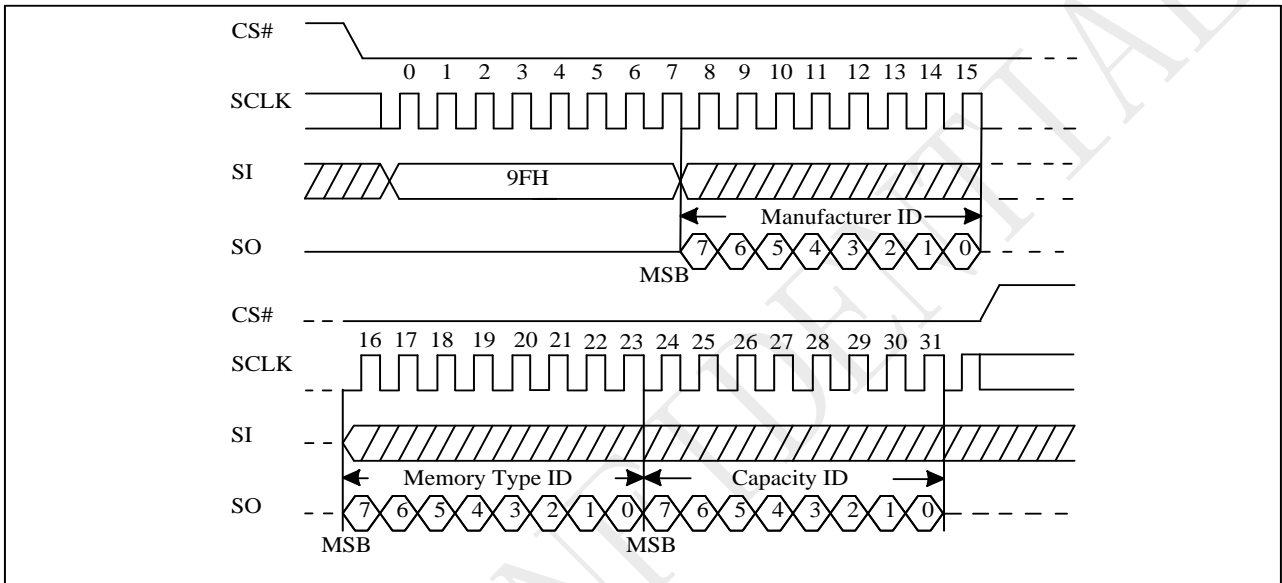 CS#
0 1 2 3 4 5 6 7 8 9 10 11 12 13 14 15
SCLK
SI
9FH
Manufacturer ID
SO
7 6 5 4 3 2 1 0
MSB
CS#
16 17 18 19 20 21 22 23 24 25 26 27 28 29 30 31
SCLK
SI
Memory Type ID Capacity ID
SO
7 6 5 4 3 2 1 0 7 6 5 4 3 2 1 0
MSB MSB